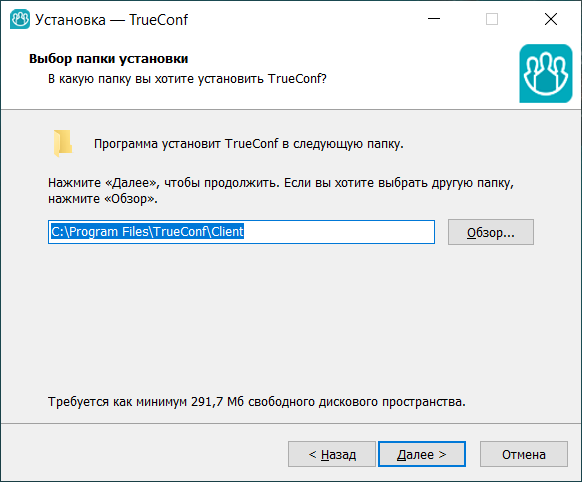 Установка — TrueConf
Выбор папки установки
В какую папку вы хотите установить TrueConf?
Программа установит TrueConf в следующую папку.
Нажмите «Далее», чтобы продолжить. Если вы хотите выбрать другую папку,
нажмите «Обзор».
C:\Program Files\TrueConf\Client
Обзор...
Требуется как минимум 291,7 Мб свободного дискового пространства.
< Назад
Далее >
Отмена